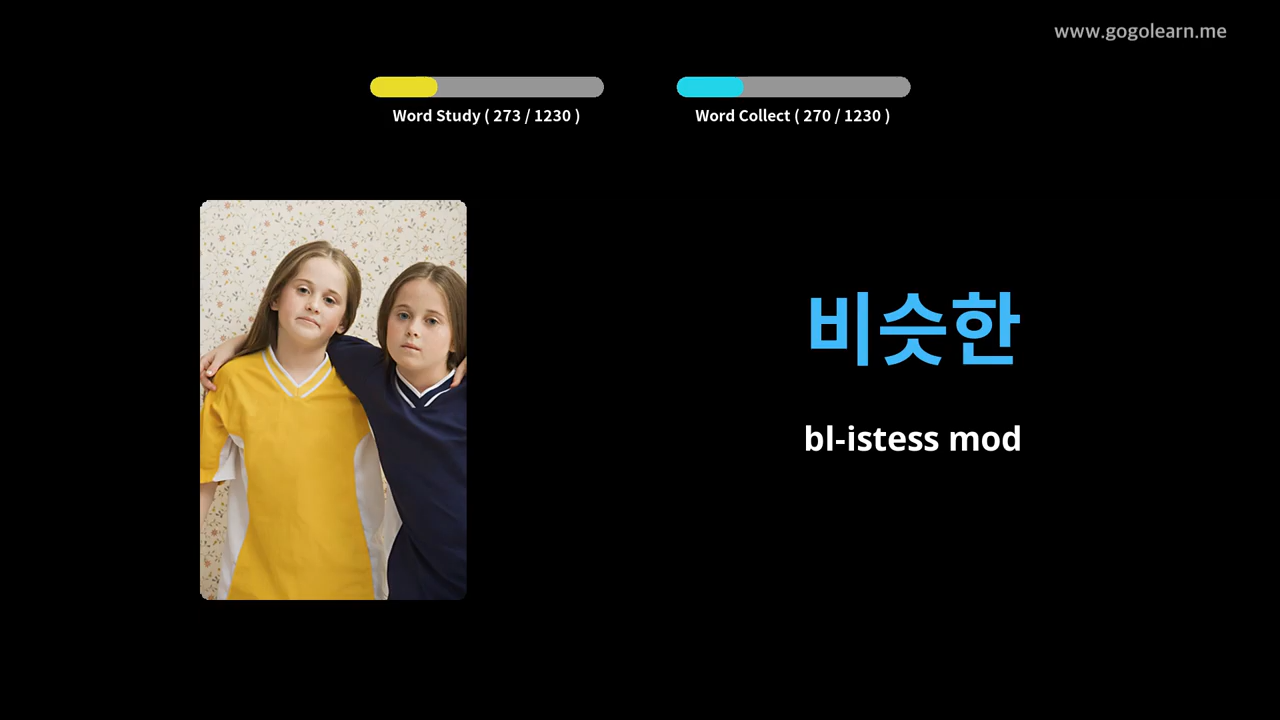 www.gogolearn.me
Word Study ( 273 / 1230 )
Word Collect ( 270 / 1230 )
비슷한
bl-istess mod